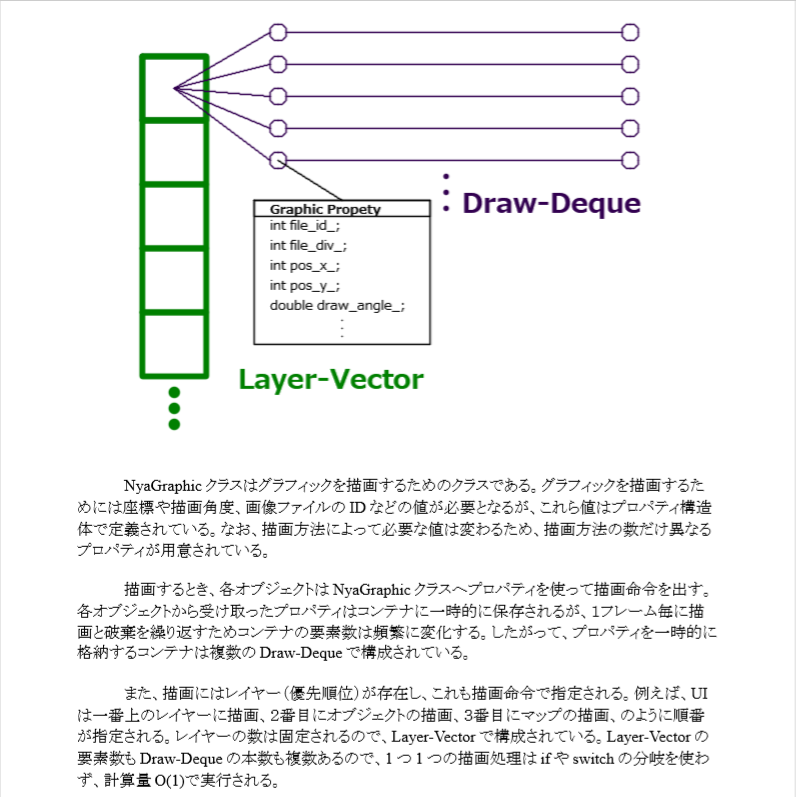 Draw-Deque
Graphic Propety
int file_id_;
int file_div_;
int pos_x_;
int pos_y_;
double draw_angle_;
Layer-Vector
NyaGraphic クラスはグラフィックを描画するためのクラスである。グラフィックを描画するた
めには座標や描画角度、画像ファイルの ID などの値が必要となるが、これら値はプロパティ構造
体で定義されている。なお、描画方法によって必要な値は変わるため、描画方法の数だけ異なる
プロパティが用意されている。
描画するとき、各オブジェクトは NyaGraphic クラスへプロパティを使って描画命令を出す。
各オブジェクトから受け取ったプロパティはコンテナに一時的に保存されるが、1フレーム毎に描
画と破棄を繰り返すためコンテナの要素数は頻繁に変化する。したがって、プロパティを一時的に
格納するコンテナは複数の Draw-Deque で構成されている。
また、描画にはレイヤー（優先順位）が存在し、これも描画命令で指定される。例えば、UI
は一番上のレイヤーに描画、2番目にオブジェクトの描画、3番目にマップの描画、のように順番
が指定される。レイヤーの数は固定されるので、Layer-Vector で構成されている。Layer-Vector の
要素数も Draw-Deque の本数も複数あるので、1 つ 1 つの描画処理は if や switch の分岐を使わ
ず、計算量 O(1)で実行される。